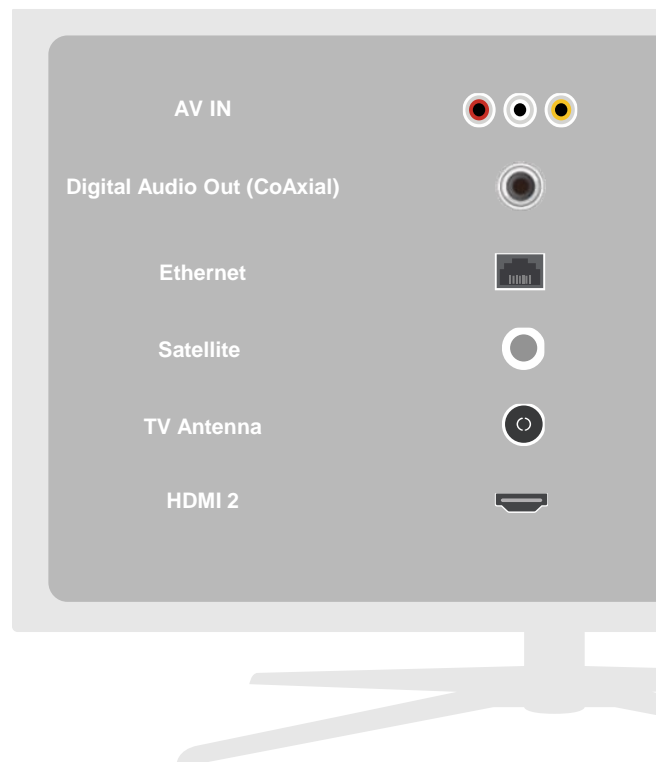 AV IN
Digital Audio Out (CoAxial)
Ethernet
Satellite
TV Antenna
HDMI 2